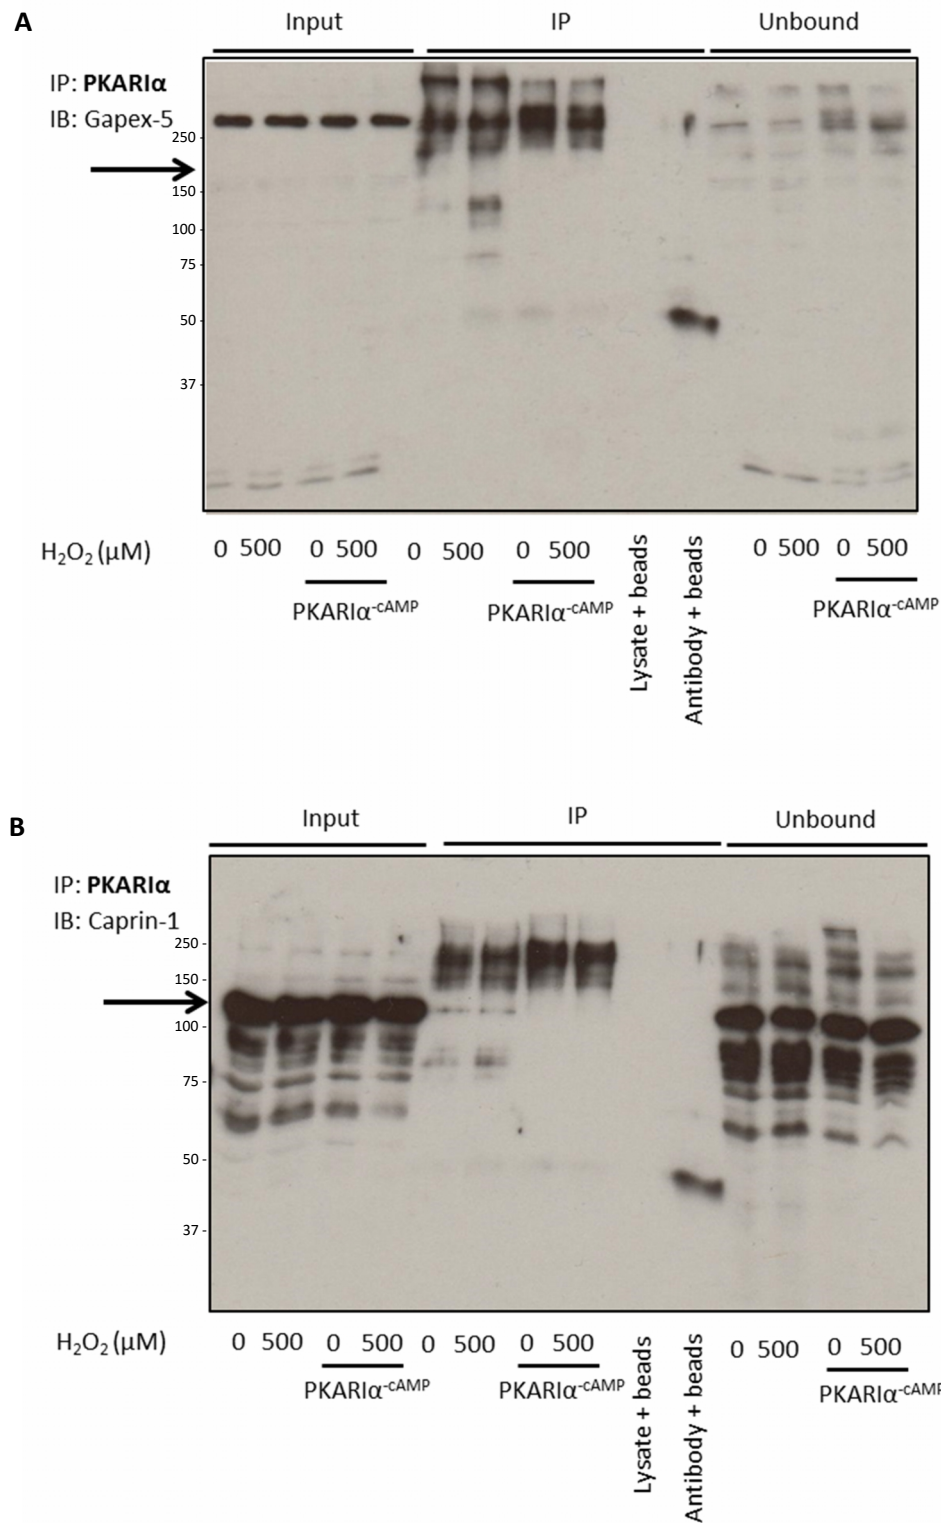 A
Input IP Unbound
IP: PKARIα
IB: Gapex-5
250
150
100
75
50
37
H₂O₂ (µM) 0 500 0 500 0 500 0 500 0 500 0 500
PKARIα⁻ᶜᴬᴹᴾ PKARIα⁻ᶜᴬᴹᴾ PKARIα⁻ᶜᴬᴹᴾ
Lysate + beads
Antibody + beads
B
Input IP Unbound
IP: PKARIα
IB: Caprin-1
250 -
150 -
100 -
75 -
50 -
37 -
H₂O₂ (µM) 0 500 0 500 0 500 0 500 0 500 0 500
PKARIα⁻ᶜᴬᴹᴾ PKARIα⁻ᶜᴬᴹᴾ PKARIα⁻ᶜᴬᴹᴾ
Lysate + beads
Antibody + beads